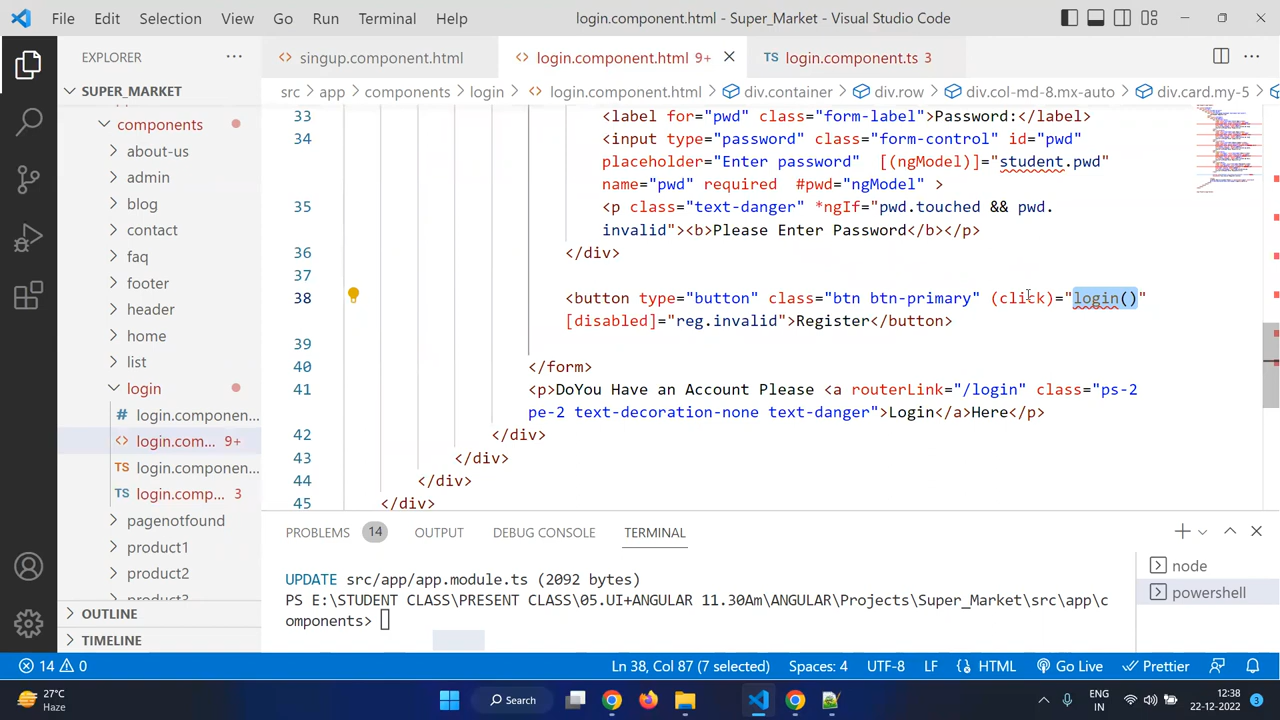 File Edit Selection View Go Run Terminal Help login.component.html - Super_Market - Visual Studio Code
EXPLORER
singup.component.html
login.component.html 9+
TS login.component.ts 3
SUPER_MARKET
src > app > components > login > login.component.html > div.container > div.row > div.col-md-8.mx-auto > div.card.my-5 >
components
about-us
admin
blog
contact
faq
footer
header
home
list
login
# login.componen...
<> login.com... 9+
TS login.componen...
TS login.comp... 3
pagenotfound
product1
product2
OUTLINE
TIMELINE
33 <label for="pwd" class="form-label">Password:</label>
34 <input type="password" class="form-control" id="pwd"
placeholder="Enter password" [(ngModel)]="student.pwd"
name="pwd" required #pwd="ngModel" >
35 <p class="text-danger" *ngIf="pwd.touched && pwd.
invalid"><b>Please Enter Password</b></p>
36 </div>
37
38 <button type="button" class="btn btn-primary" (click)="login()"
[disabled]="reg.invalid">Register</button>
39
40 </form>
41 <p>DoYou Have an Account Please <a routerLink="/login" class="ps-2
pe-2 text-decoration-none text-danger">Login</a>Here</p>
42 </div>
43 </div>
44 </div>
45 </div>
PROBLEMS 14 OUTPUT DEBUG CONSOLE TERMINAL
UPDATE src/app/app.module.ts (2092 bytes)
PS E:\STUDENT CLASS\PRESENT CLASS\05.UI+ANGULAR 11.30Am\ANGULAR\Projects\Super_Market\src\app\c
omponents>
node
powershell
14 0 Ln 38, Col 87 (7 selected) Spaces: 4 UTF-8 LF HTML Go Live Prettier
27°C
Haze
Search
ENG
IN
12:38
22-12-2022
3